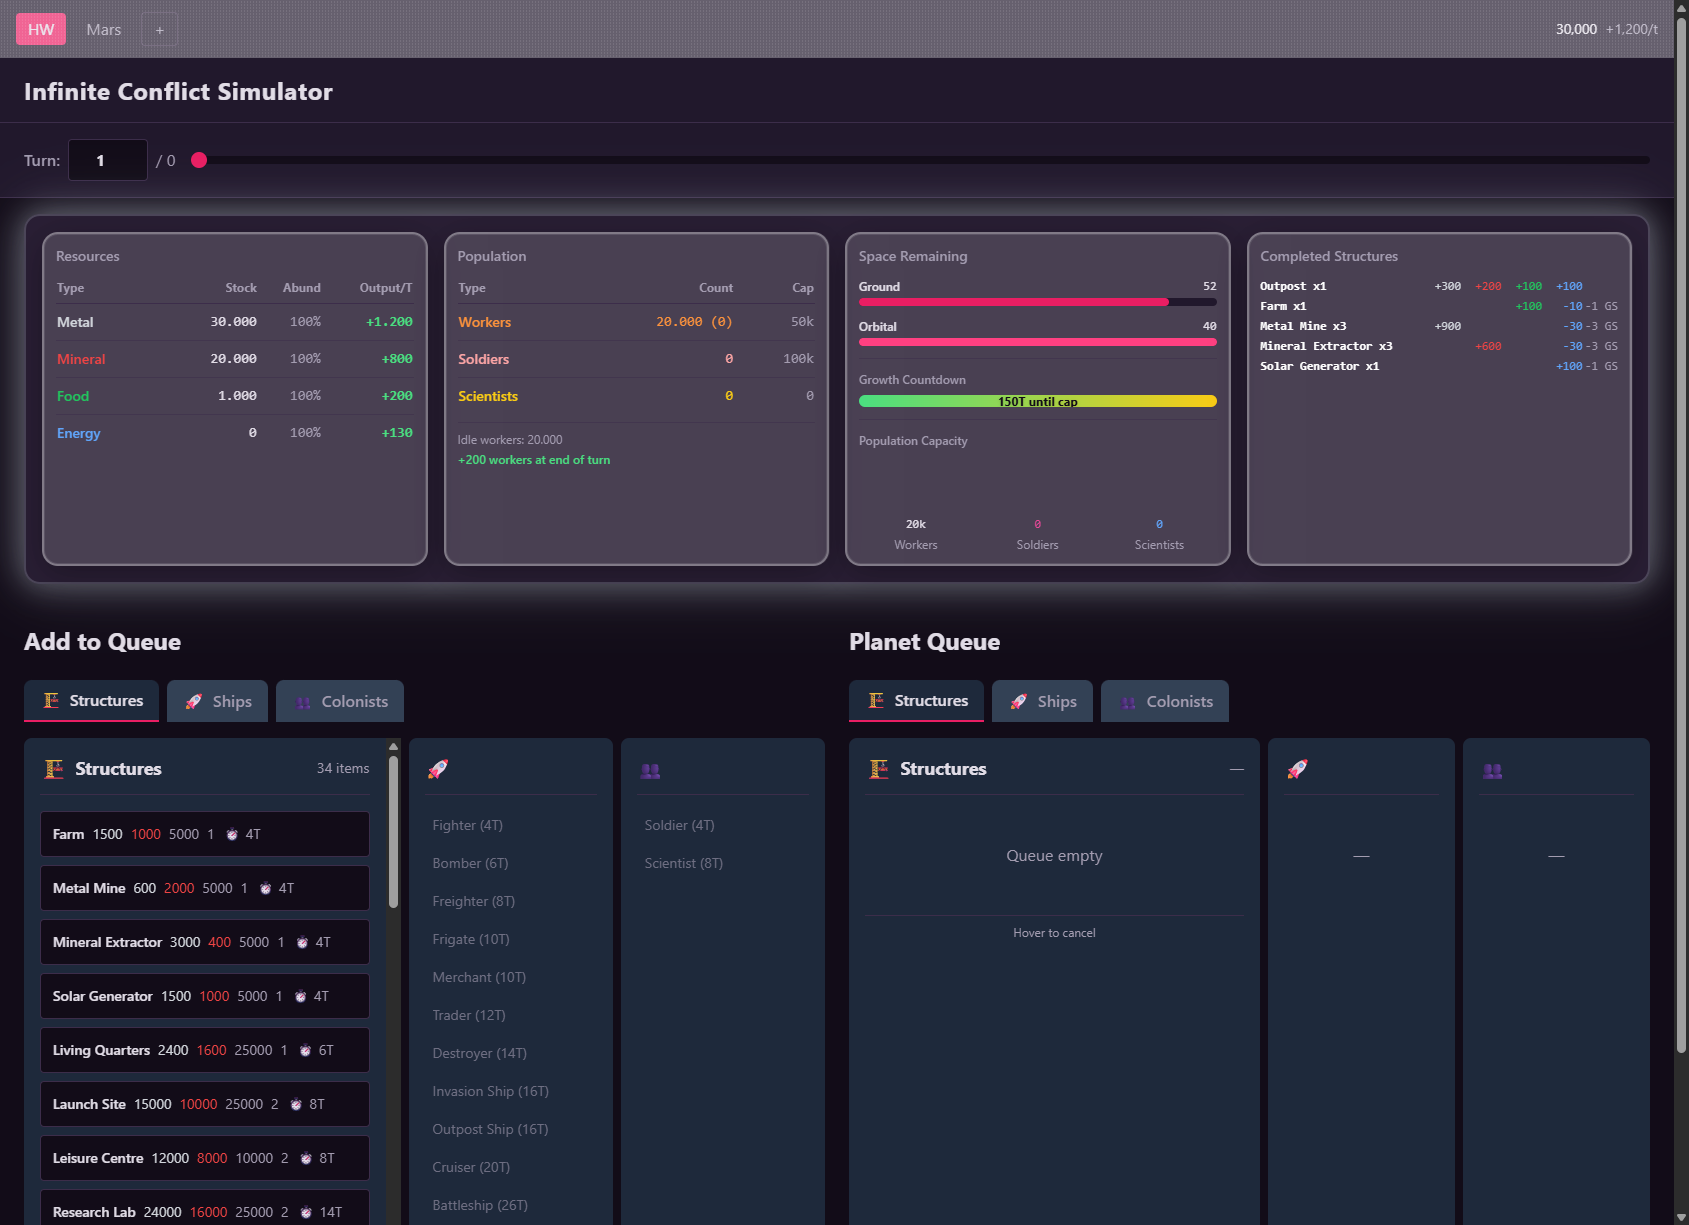 HW Mars + 30,000 +1,200/t
Infinite Conflict Simulator
Turn: 1 / 0
Resources
Type Stock Abund Output/T
Metal 30.000 100% +1.200
Mineral 20.000 100% +800
Food 1.000 100% +200
Energy 0 100% +130
Population
Type Count Cap
Workers 20.000 (0) 50k
Soldiers 0 100k
Scientists 0 0
Idle workers: 20.000
+200 workers at end of turn
Space Remaining
Ground 52
Orbital 40
Growth Countdown
150T until cap
Population Capacity
20k 0 0
Workers Soldiers Scientists
Completed Structures
Outpost x1 +300 +200 +100 +100
Farm x1 +100 -10 -1 GS
Metal Mine x3 +900 -30 -3 GS
Mineral Extractor x3 +600 -30 -3 GS
Solar Generator x1 +100 -1 GS
Add to Queue
Structures Ships Colonists
Structures 34 items
Farm 1500 1000 5000 1 4T
Metal Mine 600 2000 5000 1 4T
Mineral Extractor 3000 400 5000 1 4T
Solar Generator 1500 1000 5000 1 4T
Living Quarters 2400 1600 25000 1 6T
Launch Site 15000 10000 25000 2 8T
Leisure Centre 12000 8000 10000 2 8T
Research Lab 24000 16000 25000 2 14T
Fighter (4T)
Bomber (6T)
Freighter (8T)
Frigate (10T)
Merchant (10T)
Trader (12T)
Destroyer (14T)
Invasion Ship (16T)
Outpost Ship (16T)
Cruiser (20T)
Battleship (26T)
Soldier (4T)
Scientist (8T)
Planet Queue
Structures Ships Colonists
Structures —
Queue empty
Hover to cancel
—
—